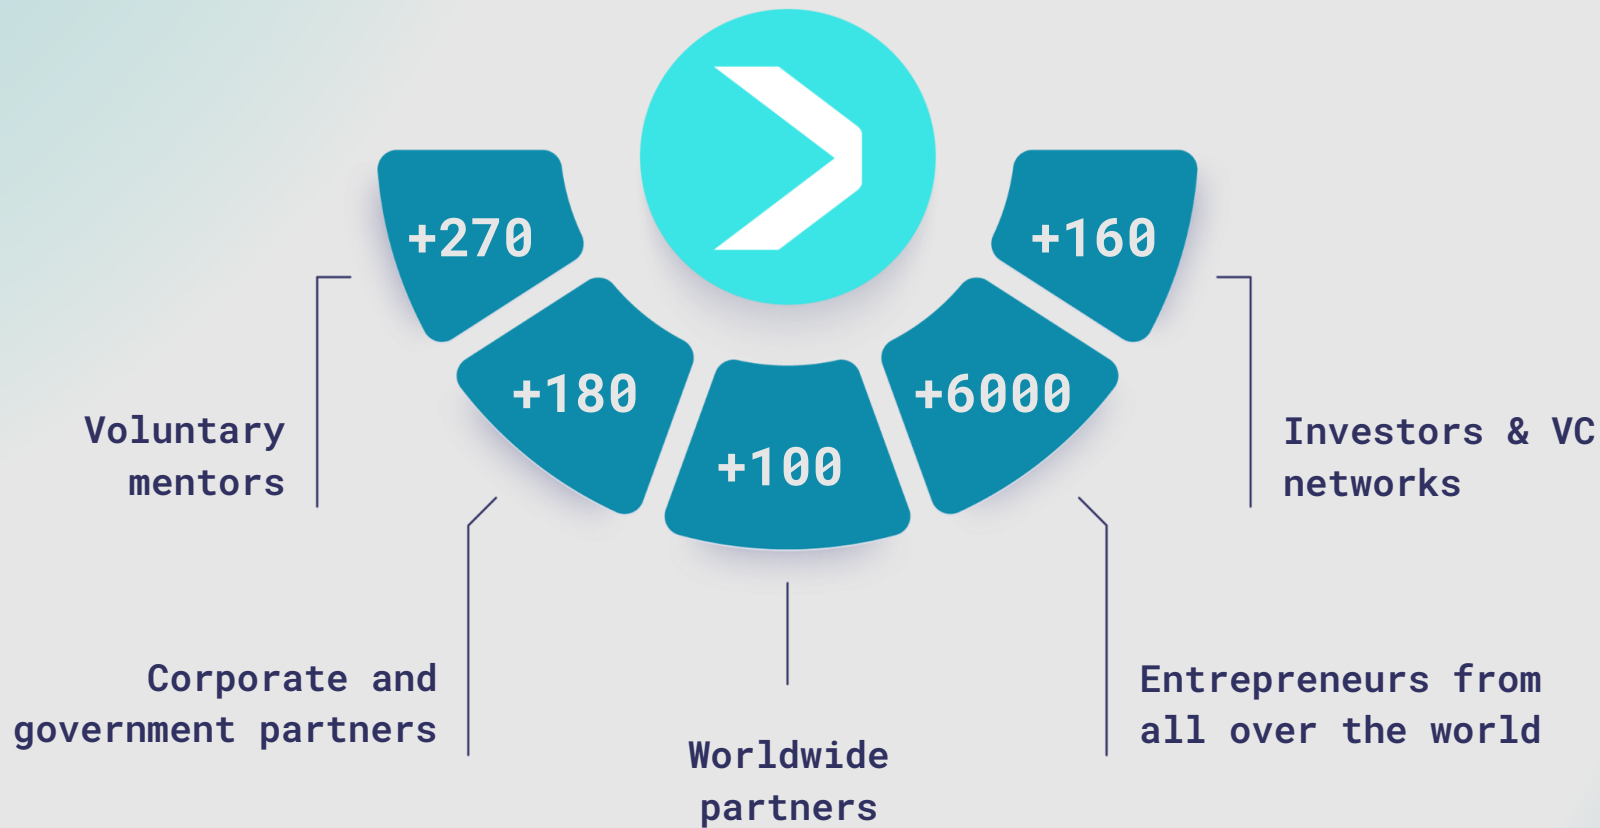 +270
+160
+180
+6000
+100
Voluntary
mentors
Investors & VC
networks
Corporate and
government partners
Entrepreneurs from
all over the world
Worldwide
partners